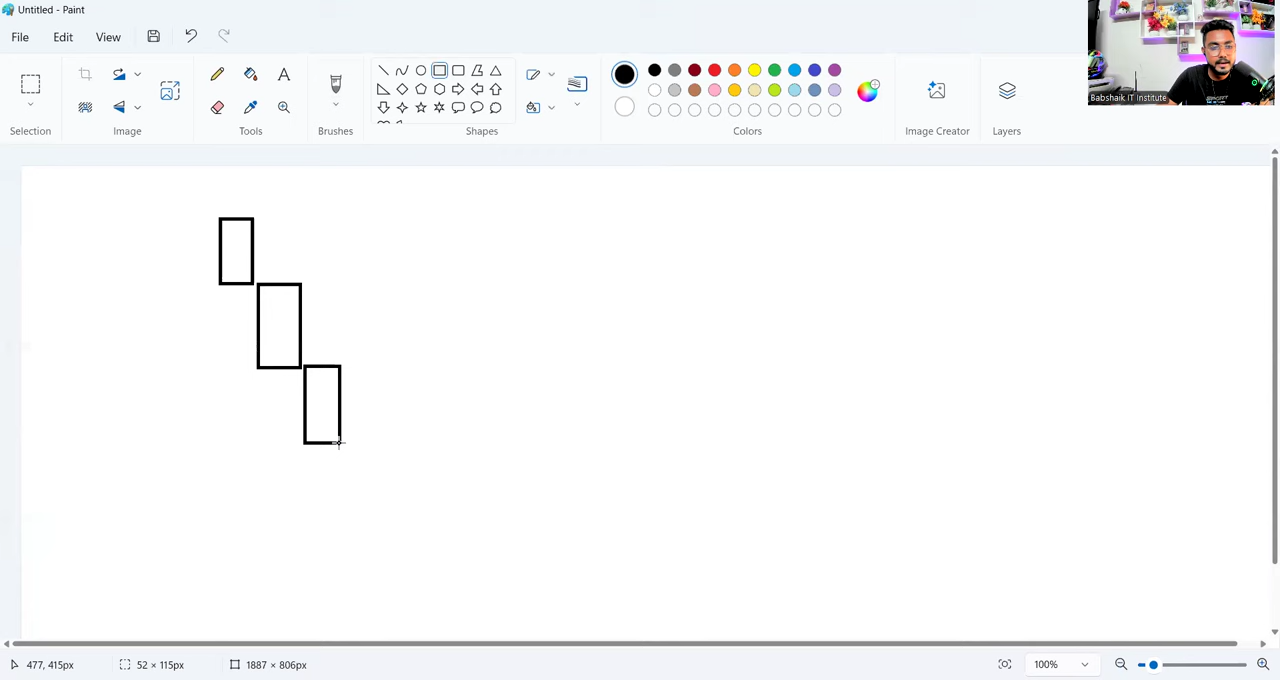 Untitled - Paint
File Edit View
Selection Image Tools Brushes Shapes Colors Image Creator Layers
Babshaik IT Institute
477, 415px 52 × 115px 1887 × 806px 100%